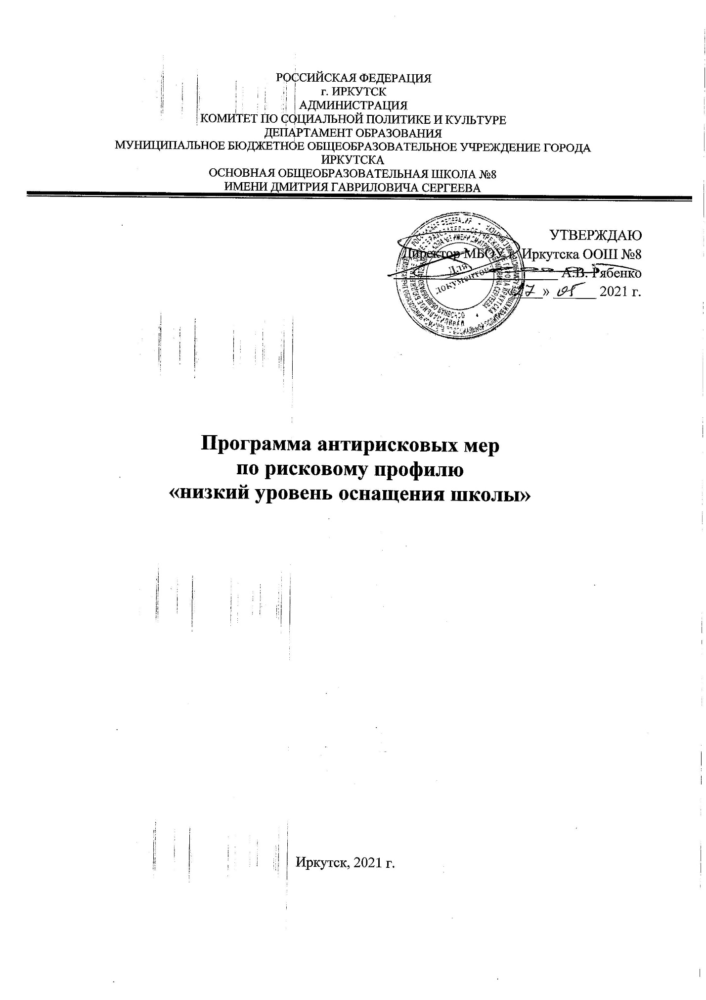 РОССИЙСКАЯ ФЕДЕРАЦИЯ
г. ИРКУТСК
АДМИНИСТРАЦИЯ
КОМИТЕТ ПО СОЦИАЛЬНОЙ ПОЛИТИКЕ И КУЛЬТУРЕ
ДЕПАРТАМЕНТ ОБРАЗОВАНИЯ
МУНИЦИПАЛЬНОЕ БЮДЖЕТНОЕ ОБЩЕОБРАЗОВАТЕЛЬНОЕ УЧРЕЖДЕНИЕ ГОРОДА
ИРКУТСКА
ОСНОВНАЯ ОБЩЕОБРАЗОВАТЕЛЬНАЯ ШКОЛА №8
ИМЕНИ ДМИТРИЯ ГАВРИЛОВИЧА СЕРГЕЕВА
УТВЕРЖДАЮ
Директор МБОУ г. Иркутска ООШ №8
А.В. Рябенко
«27» 05 2021 г.
Для
документов
Программа антирисковых мер
по рисковому профилю
«низкий уровень оснащения школы»
Иркутск, 2021 г.